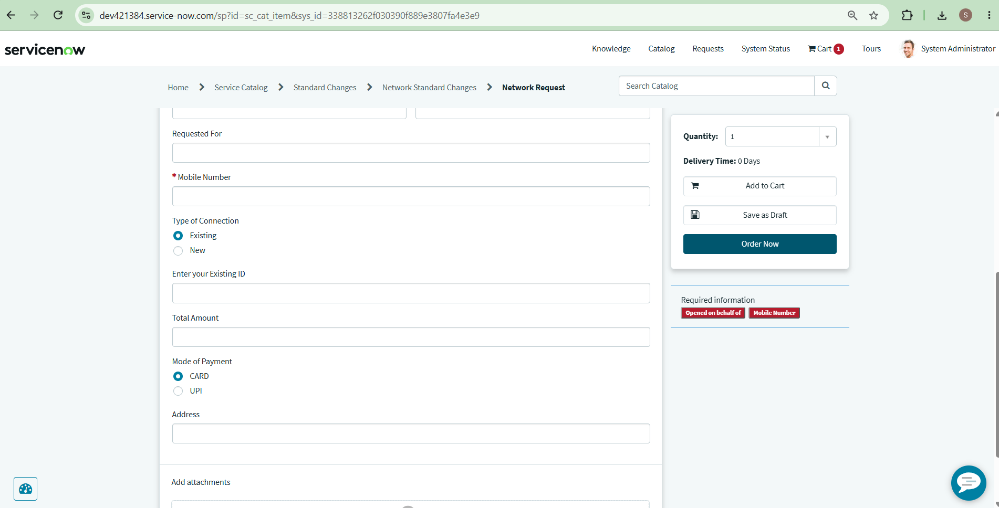 dev421384.service-now.com/sp?id=sc_cat_item&sys_id=338813262f030390f889e3807fa4e3e9
S
servicenow
Knowledge Catalog Requests System Status Cart 1 Tours System Administrator
Home Service Catalog Standard Changes Network Standard Changes Network Request
Search Catalog
Requested For
* Mobile Number
Type of Connection
Existing
New
Enter your Existing ID
Total Amount
Mode of Payment
CARD
UPI
Address
Add attachments
Quantity: 1
Delivery Time: 0 Days
Add to Cart
Save as Draft
Order Now
Required information
Opened on behalf of Mobile Number